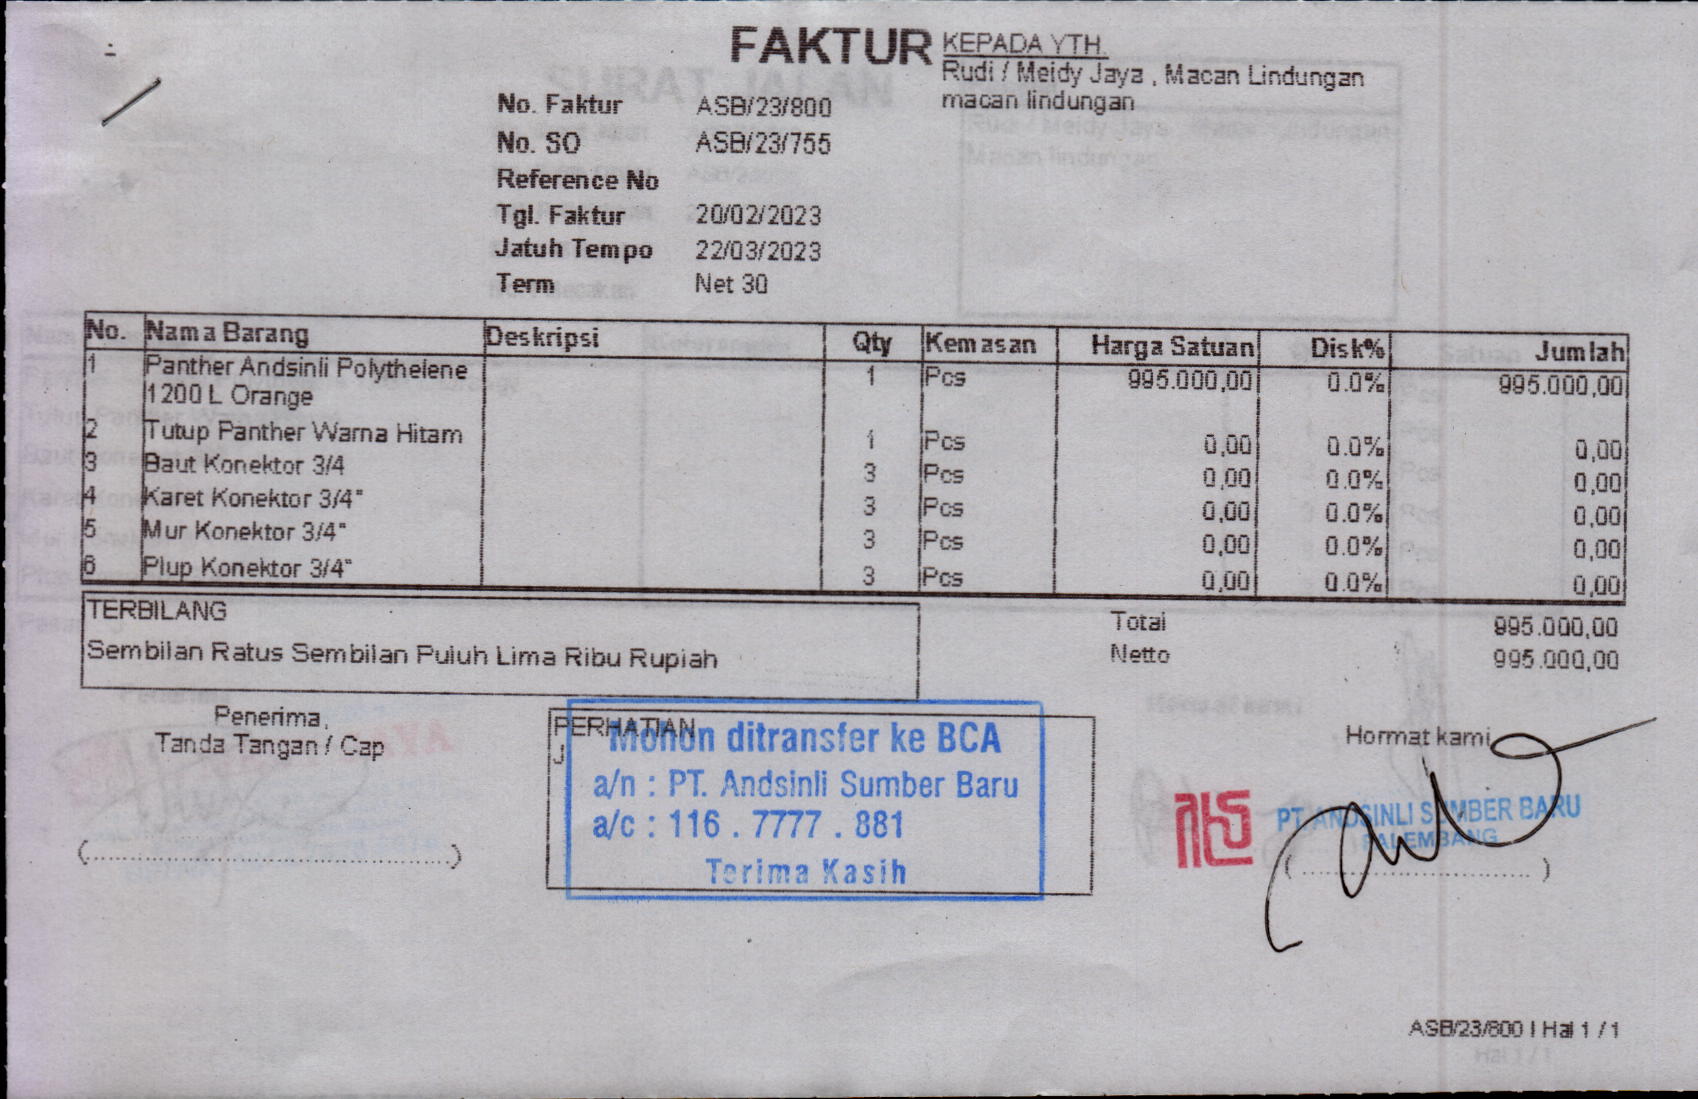 FAKTUR
KEPADA YTH.
Rudi / Meidy Jaya , Macan Lindungan
macan lindungan
No. Faktur ASB/23/800
No. SO ASB/23/755
Reference No
Tgl. Faktur 20/02/2023
Jatuh Tempo 22/03/2023
Term Net 30
No. Nama Barang Deskripsi Qty Kemasan Harga Satuan Disk% Jumlah
1 Panther Andsinli Polythelene 1 Pcs 995.000,00 0.0% 995.000,00
1200 L Orange
2 Tutup Panther Warna Hitam 1 Pcs 0,00 0.0% 0,00
3 Baut Konektor 3/4 3 Pcs 0,00 0.0% 0,00
4 Karet Konektor 3/4" 3 Pcs 0,00 0.0% 0,00
5 Mur Konektor 3/4" 3 Pcs 0,00 0.0% 0,00
6 Plup Konektor 3/4" 3 Pcs 0,00 0.0% 0,00
TERBILANG
Sembilan Ratus Sembilan Puluh Lima Ribu Rupiah
Total 995.000,00
Netto 995.000,00
Penerima,
Tanda Tangan / Cap
PERHATIAN
Mohon ditransfer ke BCA
a/n : PT. Andsinli Sumber Baru
a/c : 116 . 7777 . 881
Terima Kasih
Hormat kami
PT. ANDSINLI SUMBER BARU
PALEMBANG
ASB/23/800 | Hal 1 / 1